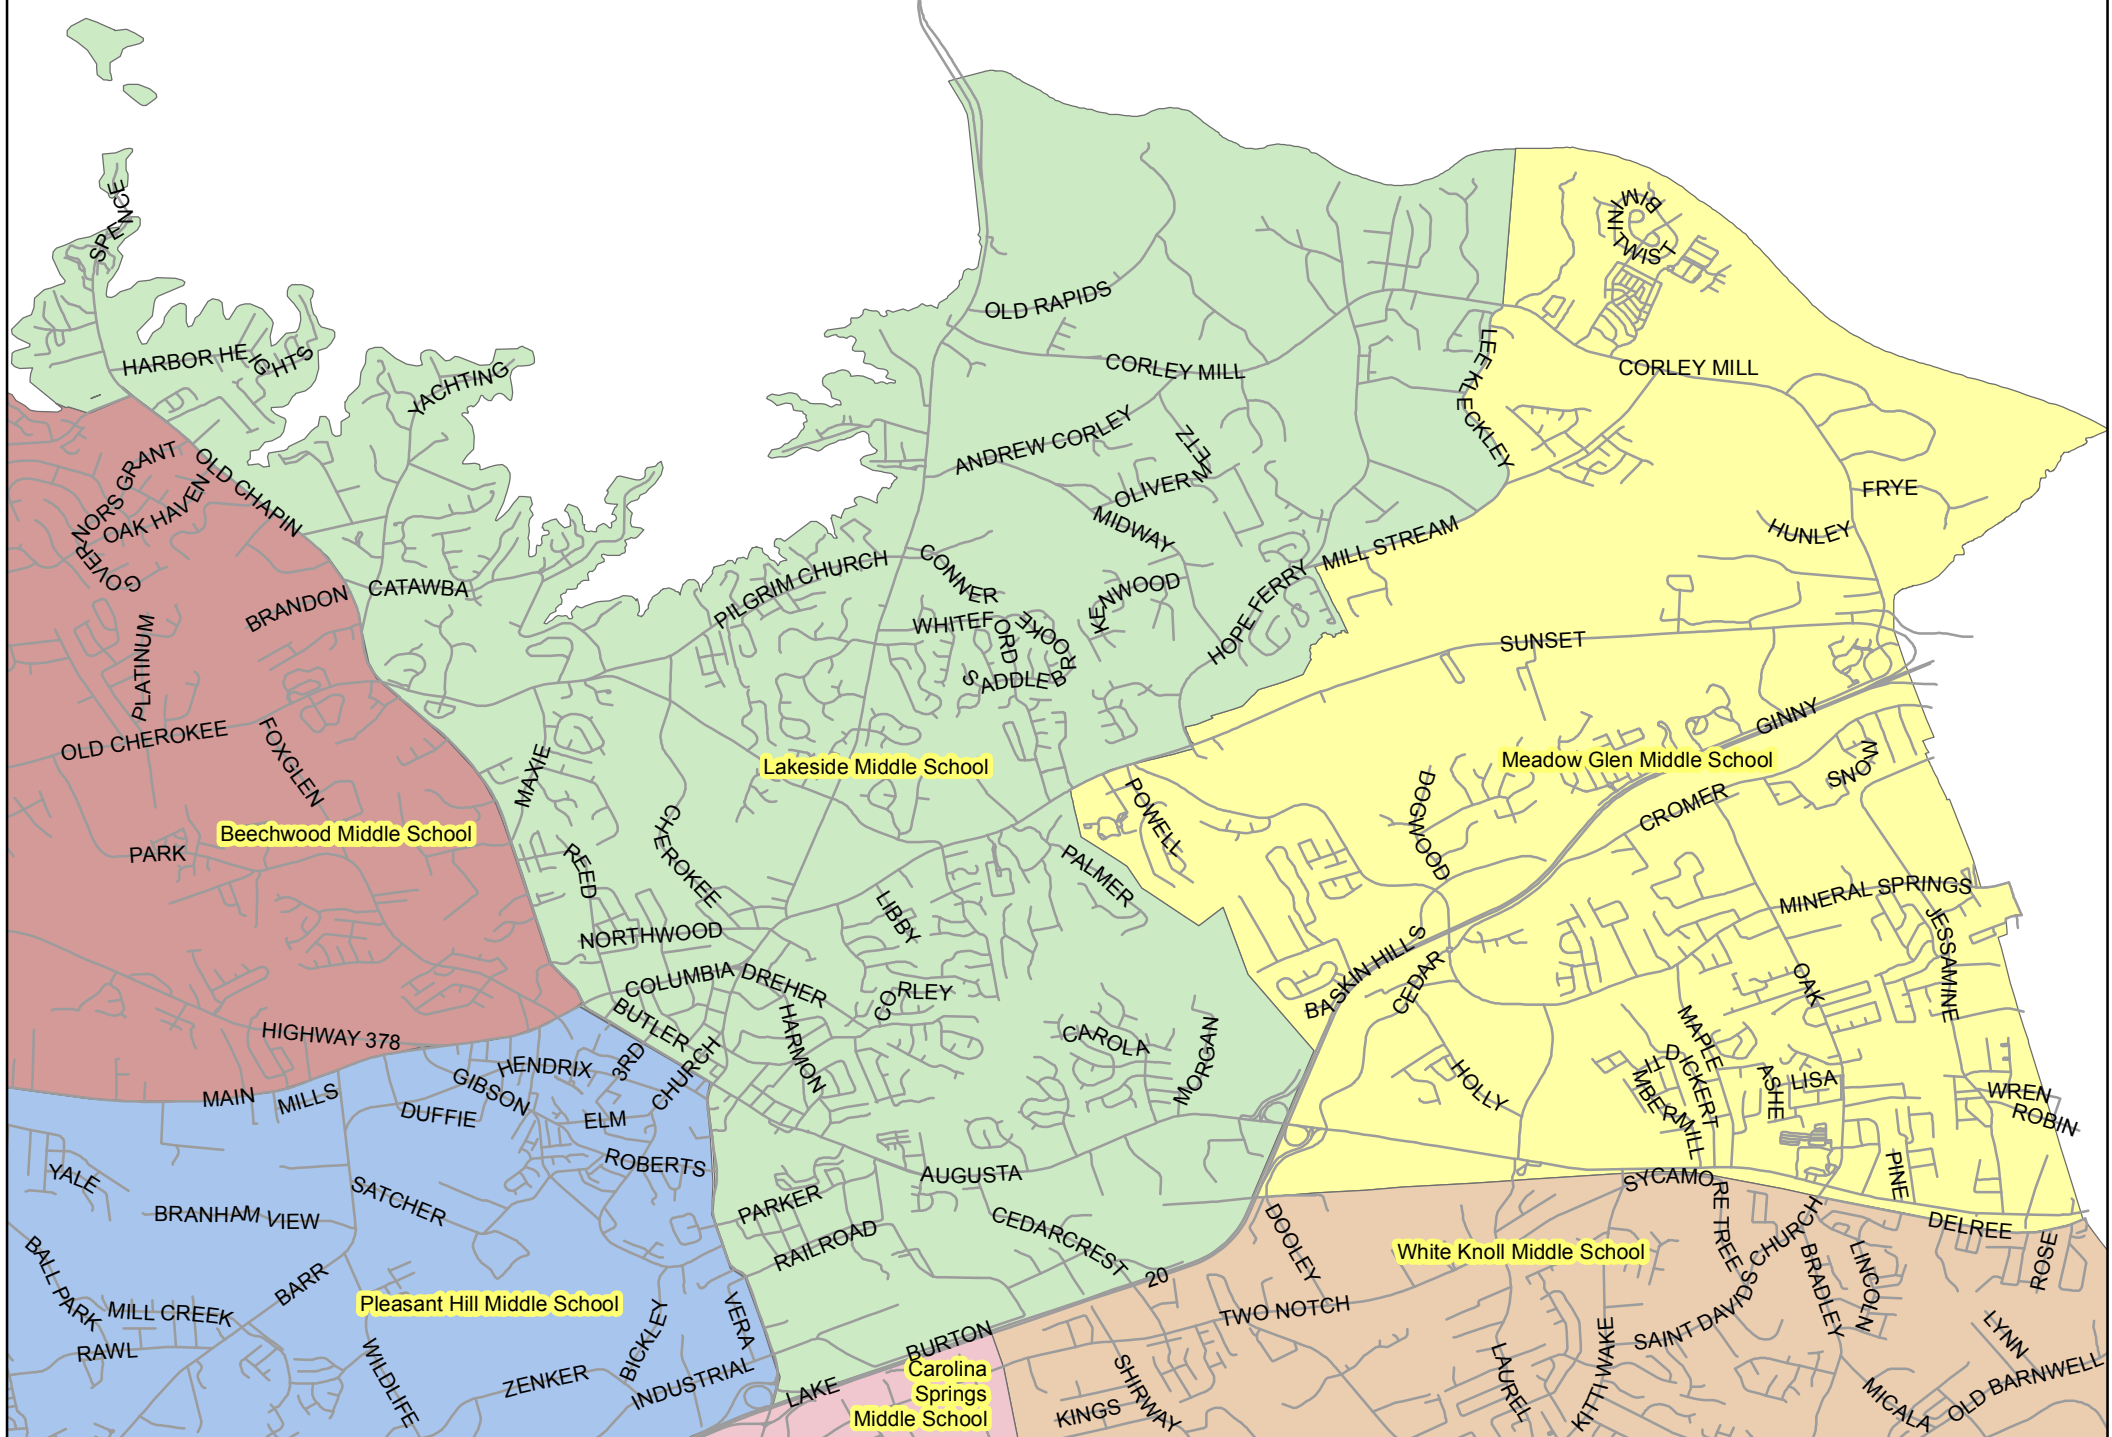 SPENCE
BIMINI TWIST
OLD RAPIDS
HARBOR HEIGHTS
YACHTING
CORLEY MILL
LEE KLECKLEY
CORLEY MILL
ANDREW CORLEY
OLIVER METZ
GOVERNORS GRANT
OAK HAVEN
OLD CHAPIN
MIDWAY
MILL STREAM
FRYE
HUNLEY
BRANDON
CATAWBA
PILGRIM CHURCH
CONNER
KENWOOD
HOPE FERRY
WHITEFORD
SADDLEBROOKE
SUNSET
PLATINUM
OLD CHEROKEE
FOXGLEN
MAXIE
Lakeside Middle School
Meadow Glen Middle School
GINNY
SNOW
POWELL
DOGWOOD
CROMER
Beechwood Middle School
PARK
REED
CHEROKEE
PALMER
LIBBY
MINERAL SPRINGS
JESSAMINE
NORTHWOOD
COLUMBIA
DREHER
CORLEY
BASKIN HILLS
CEDAR
OAK
HIGHWAY 378
BUTLER
HARMON
CAROLA
MORGAN
MAPLE
HENDRIX
3RD
CHURCH
HOLLY
TIMBERMILL
DICKERT
ASHE
LISA
WREN
ROBIN
MAIN
MILLS
GIBSON
DUFFIE
ELM
ROBERTS
AUGUSTA
PINE
YALE
SATCHER
BRANHAM VIEW
PARKER
RAILROAD
CEDARCREST
20
DOOLEY
White Knoll Middle School
SYCAMORE TREE
SAINT DAVIDS CHURCH
BRADLEY
LINCOLN
DELREE
ROSE
BALL PARK
MILL CREEK
BARR
Pleasant Hill Middle School
RAWL
WILDLIFE
ZENKER
BICKLEY
VERA
INDUSTRIAL
LAKE
BURTON
Carolina
Springs
Middle School
TWO NOTCH
KINGS
SHIRWAY
LAUREL
KITTIWAKE
LYNN
MICALA
OLD BARNWELL